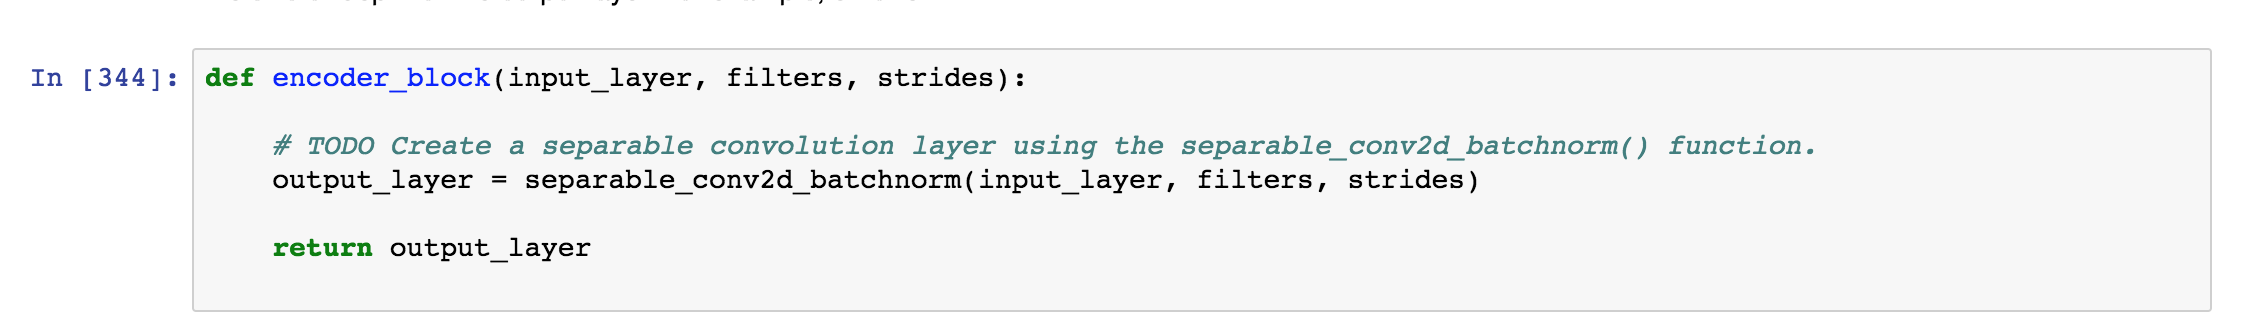 In [344]: def encoder_block(input_layer, filters, strides):
# TODO Create a separable convolution layer using the separable_conv2d_batchnorm() function.
output_layer = separable_conv2d_batchnorm(input_layer, filters, strides)
return output_layer